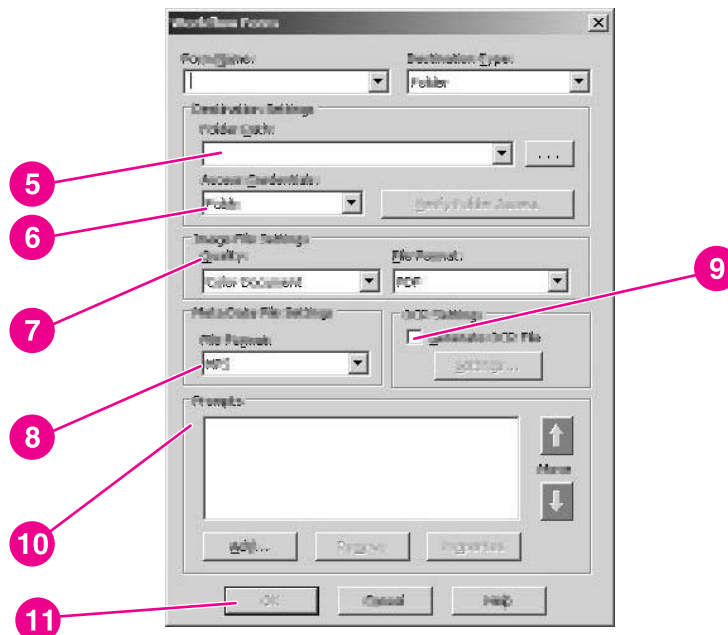 Workflow Form
Form Name:
Destination Type:
Folder
Destination Settings
Folder Path:
...
5
Access Credentials:
Public
Verify Folder Access
6
Image File Settings
Quality:
File Format:
9
Color Document
PDF
7
Meta-Data File Settings
OCR Settings
File Format:
Generate OCR File
HPS
Settings...
8
Prompts
Move
10
Add...
Remove
Properties
11
OK
Cancel
Help